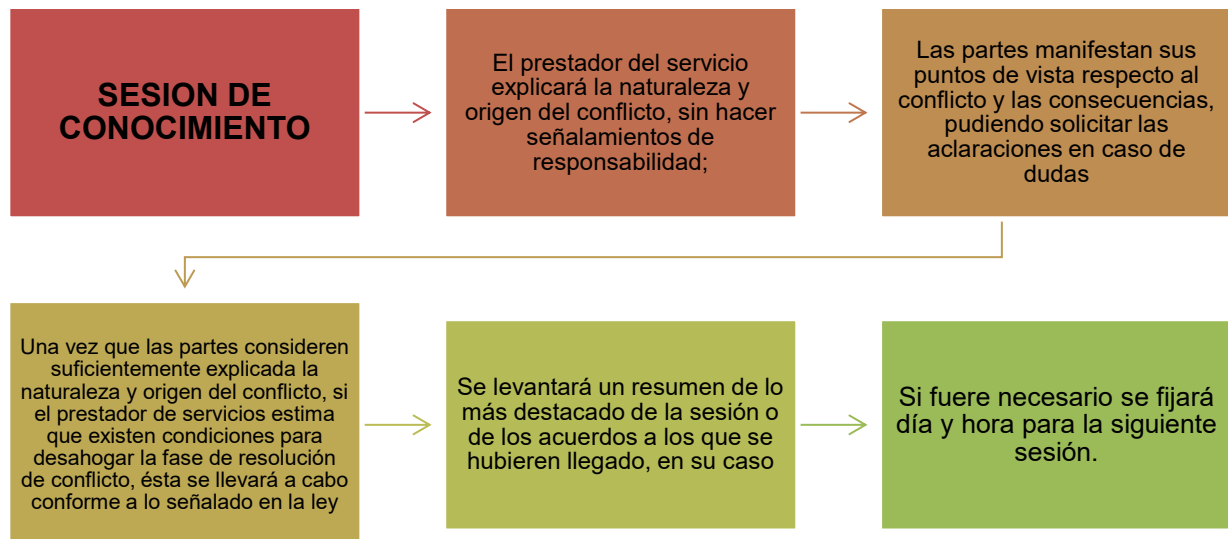 SESION DE
CONOCIMIENTO
El prestador del servicio
explicará la naturaleza y
origen del conflicto, sin hacer
señalamientos de
responsabilidad;
Las partes manifestan sus
puntos de vista respecto al
conflicto y las consecuencias,
pudiendo solicitar las
aclaraciones en caso de
dudas
Una vez que las partes consideren
suficientemente explicada la
naturaleza y origen del conflicto, si
el prestador de servicios estima
que existen condiciones para
desahogar la fase de resolución
de conflicto, ésta se llevará a cabo
conforme a lo señalado en la ley
Se levantará un resumen de lo
más destacado de la sesión o
de los acuerdos a los que se
hubieren llegado, en su caso
Si fuere necesario se fijará
día y hora para la siguiente
sesión.